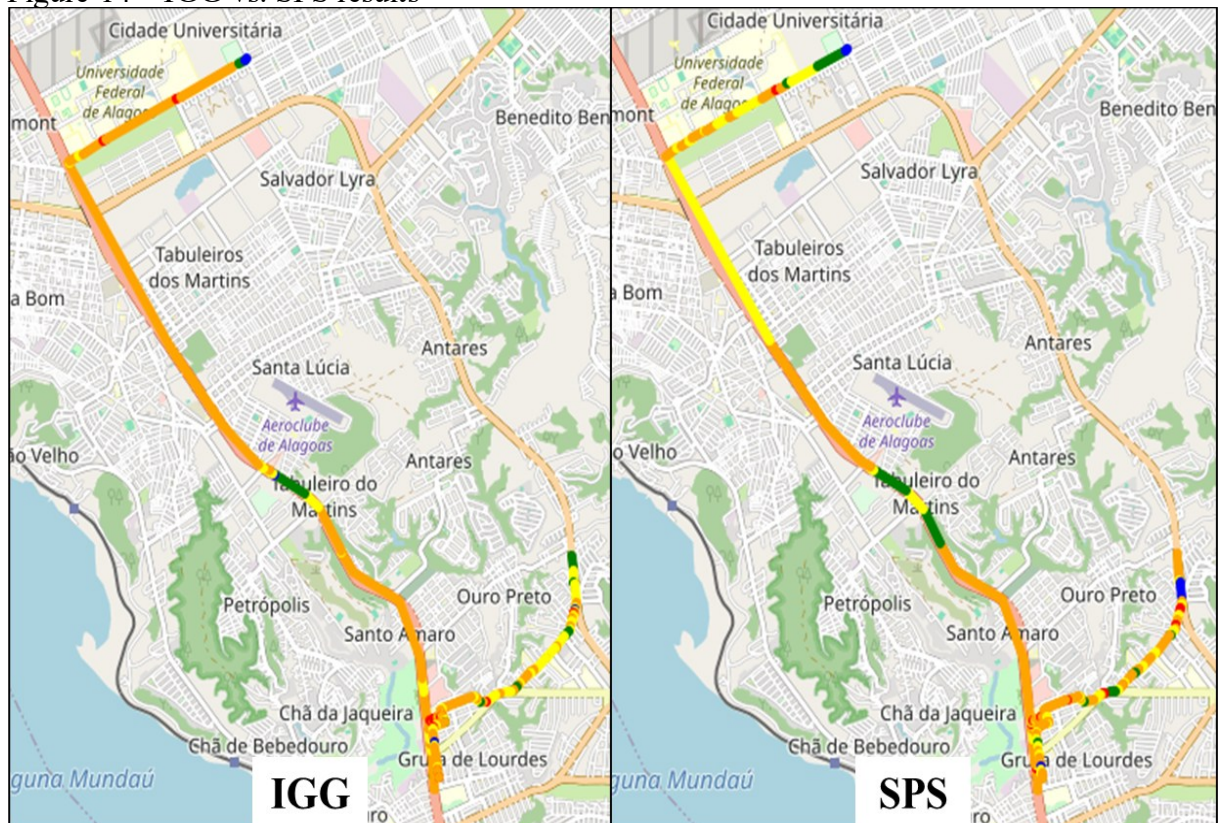 Cidade Universitária
Universidade
Federal
de Alagoa
mont
Benedito Ben
Salvador Lyra
Tabuleiros
dos Martins
a Bom
Antares
Santa Lúcia
Aeroclube
de Alagoas
ão Velho
Antares
Tabuleiro do
Martins
Ouro Preto
Petrópolis
Santo Amaro
Chã da Jaqueira
Chã de Bebedouro
Gruta de Lourdes
guna Mundaú
IGG
ro
Cidade Universitária
Universidade
Federal
de Alagoa
mont
Benedito Ben
Salvador Lyra
Tabuleiros
dos Martins
a Bom
Antares
Santa Lúcia
Aeroclube
de Alagoas
o Velho
Antares
Tabuleiro do
Martins
Ouro Preto
Petrópolis
Santo Amaro
Chã da Jaqueira
Chã de Bebedouro
Gruta de Lourdes
guna Mundaú
SPS
ro